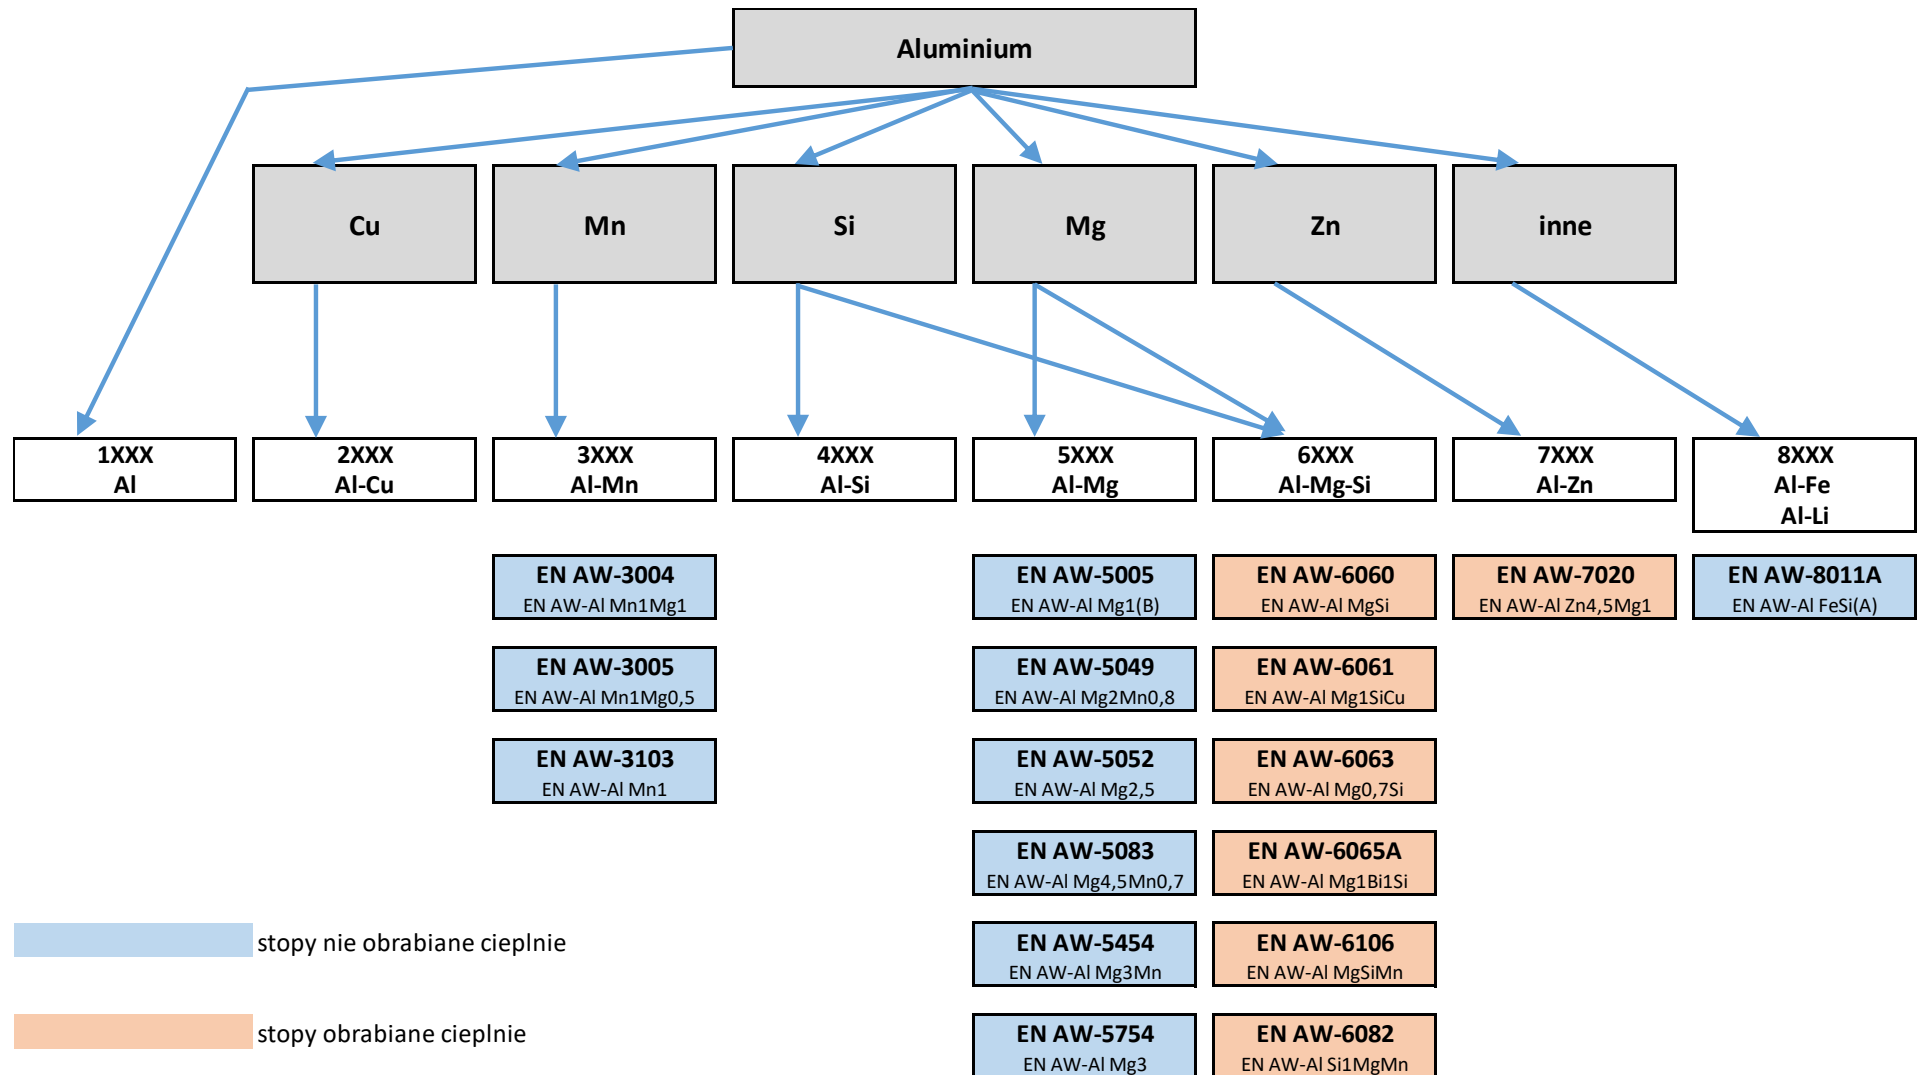 Aluminium
Cu
Mn
Si
Mg
Zn
inne
1XXX
Al
2XXX
Al-Cu
3XXX
Al-Mn
4XXX
Al-Si
5XXX
Al-Mg
6XXX
Al-Mg-Si
7XXX
Al-Zn
8XXX
Al-Fe
Al-Li
EN AW-3004
EN AW-Al Mn1Mg1
EN AW-5005
EN AW-Al Mg1(B)
EN AW-6060
EN AW-Al MgSi
EN AW-7020
EN AW-Al Zn4,5Mg1
EN AW-8011A
EN AW-Al FeSi(A)
EN AW-3005
EN AW-Al Mn1Mg0,5
EN AW-5049
EN AW-Al Mg2Mn0,8
EN AW-6061
EN AW-Al Mg1SiCu
EN AW-3103
EN AW-Al Mn1
EN AW-5052
EN AW-Al Mg2,5
EN AW-6063
EN AW-Al Mg0,7Si
EN AW-5083
EN AW-Al Mg4,5Mn0,7
EN AW-6065A
EN AW-Al Mg1Bi1Si
stopy nie obrabiane cieplnie
EN AW-5454
EN AW-Al Mg3Mn
EN AW-6106
EN AW-Al MgSiMn
stopy obrabiane cieplnie
EN AW-5754
EN AW-Al Mg3
EN AW-6082
EN AW-Al Si1MgMn